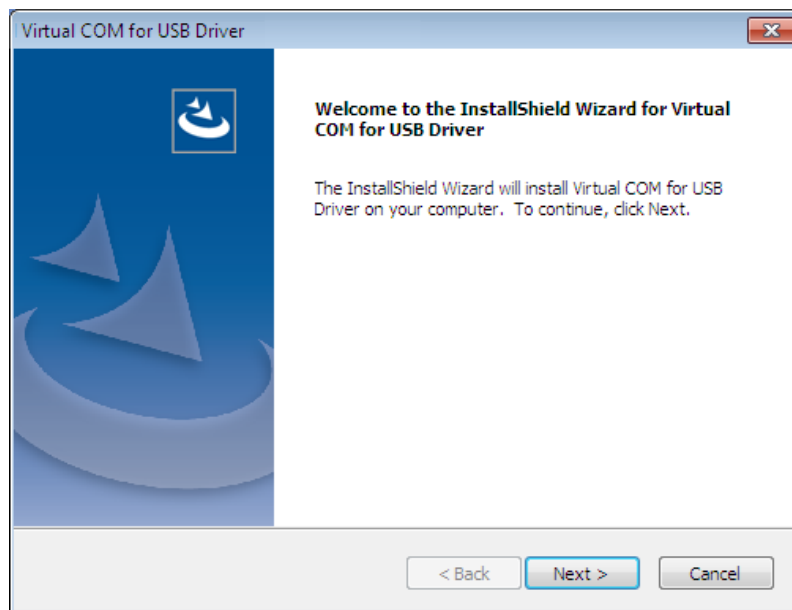 Virtual COM for USB Driver
Welcome to the InstallShield Wizard for Virtual
COM for USB Driver
The InstallShield Wizard will install Virtual COM for USB
Driver on your computer. To continue, click Next.
< Back Next > Cancel